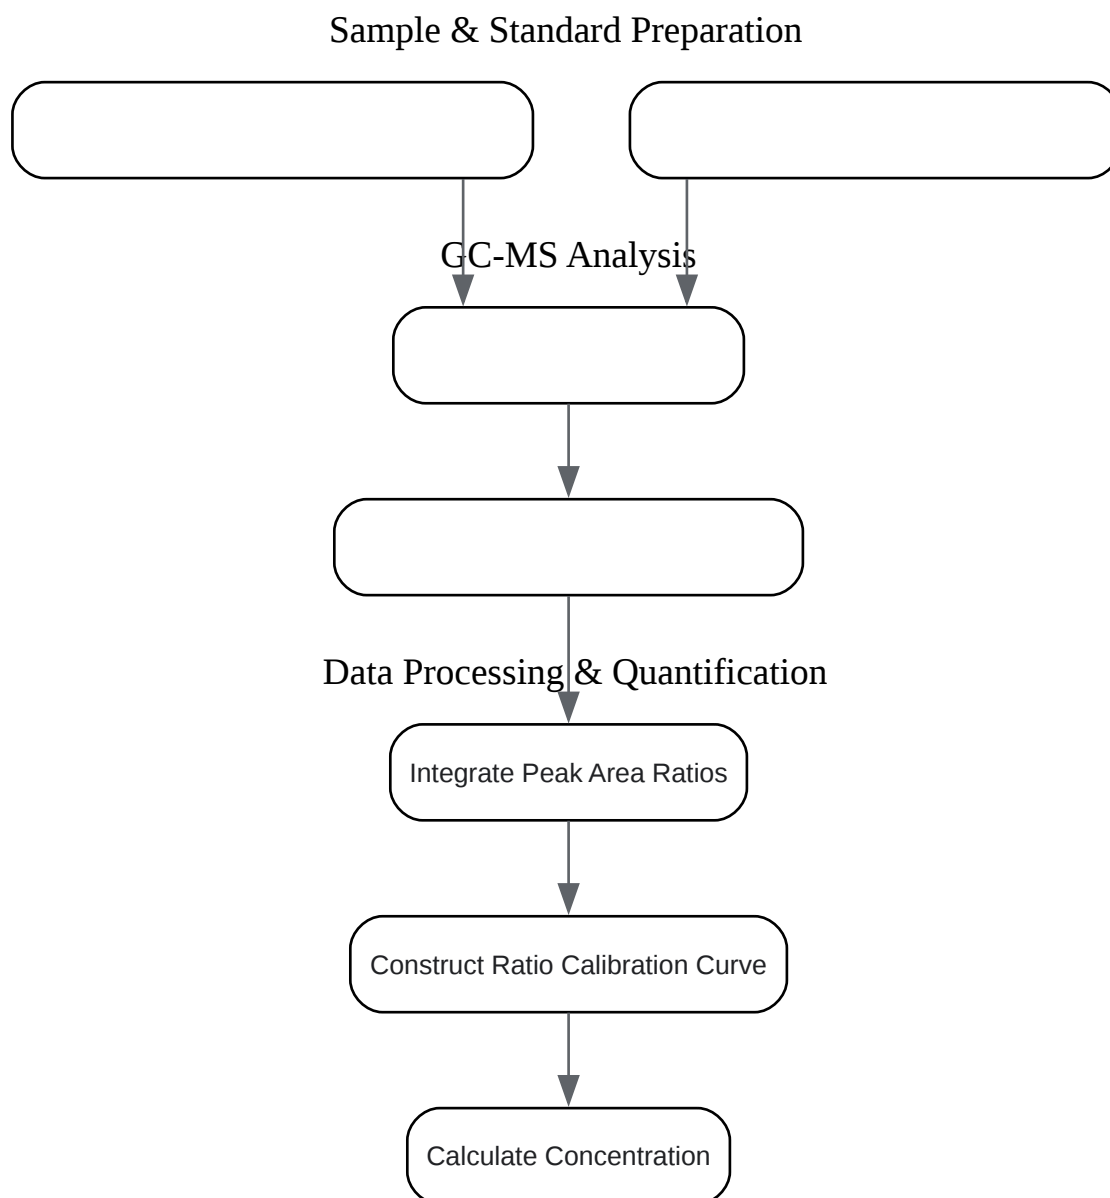 Sample & Standard Preparation
GC-MS Analysis
Data Processing & Quantification
Integrate Peak Area Ratios
Construct Ratio Calibration Curve
Calculate Concentration